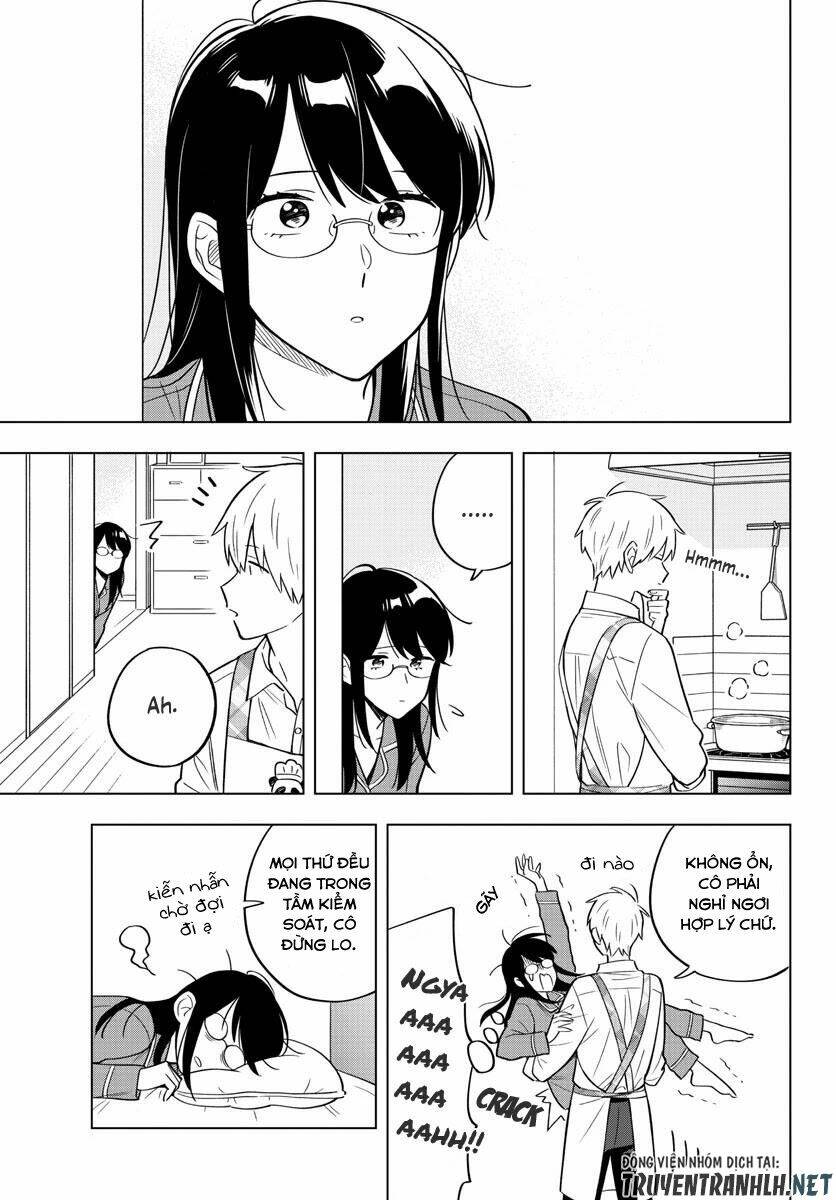 Hmmm...
......
Ah.
KHÔNG ỔN,
CÔ PHẢI
NGHỈ NGƠI
HỢP LÝ CHỨ.
đi nào
GÃY
NGYA
AAA
AAA
AAA
AAHH!!
CRACK
MỌI THỨ ĐỀU
ĐANG TRONG
TẦM KIỂM
SOÁT, CÔ
ĐỪNG LO.
kiễn nhẫn
chờ đợi
đi ạ
ĐỘNG VIÊN NHÓM DỊCH TẠI:
TRUYENTRANHLH.NET